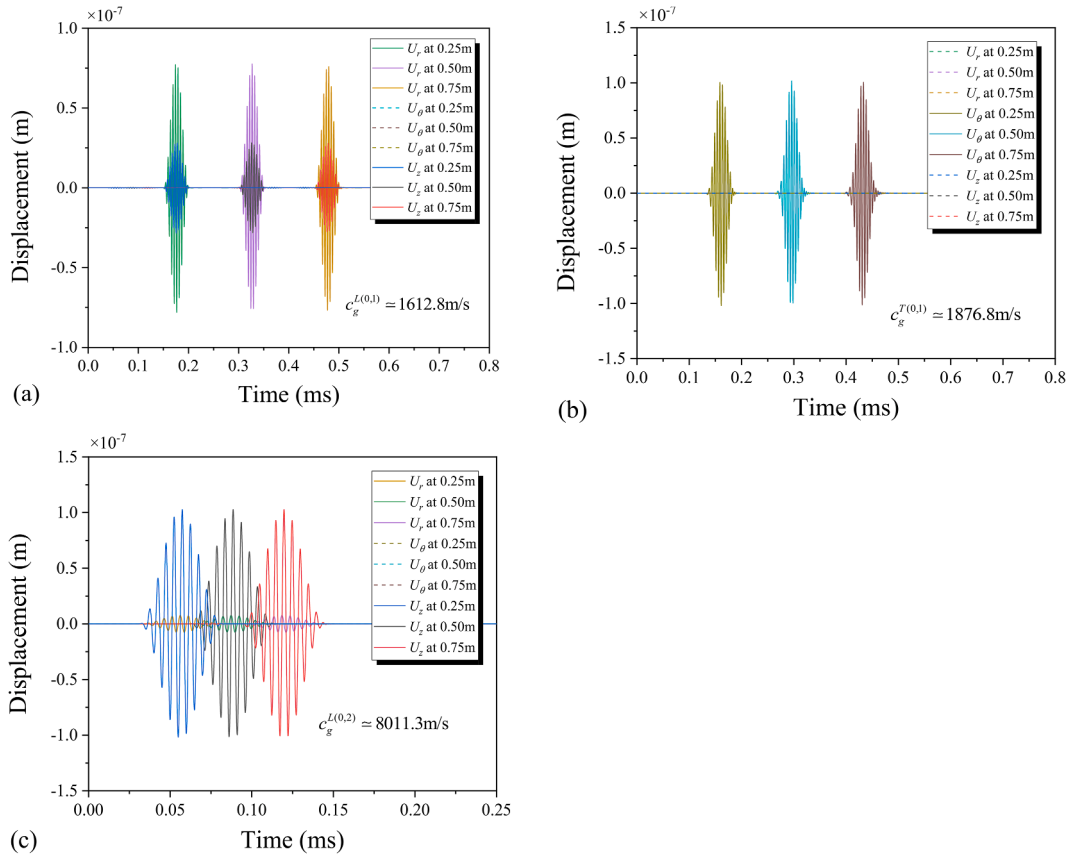 ×10⁻⁷
1.0
0.5
0.0
-0.5
-1.0
Displacement (m)
U_r at 0.25m
U_r at 0.50m
U_r at 0.75m
U_θ at 0.25m
U_θ at 0.50m
U_θ at 0.75m
U_z at 0.25m
U_z at 0.50m
U_z at 0.75m
c_g^{L(0,1)} ≃ 1612.8m/s
0.0 0.1 0.2 0.3 0.4 0.5 0.6 0.7 0.8
Time (ms)
(a)
×10⁻⁷
1.5
1.0
0.5
0.0
-0.5
-1.0
-1.5
Displacement (m)
U_r at 0.25m
U_r at 0.50m
U_r at 0.75m
U_θ at 0.25m
U_θ at 0.50m
U_θ at 0.75m
U_z at 0.25m
U_z at 0.50m
U_z at 0.75m
c_g^{T(0,1)} ≃ 1876.8m/s
0.0 0.1 0.2 0.3 0.4 0.5 0.6 0.7 0.8
Time (ms)
(b)
×10⁻⁷
1.5
1.0
0.5
0.0
-0.5
-1.0
-1.5
Displacement (m)
U_r at 0.25m
U_r at 0.50m
U_r at 0.75m
U_θ at 0.25m
U_θ at 0.50m
U_θ at 0.75m
U_z at 0.25m
U_z at 0.50m
U_z at 0.75m
c_g^{L(0,2)} ≃ 8011.3m/s
0.00 0.05 0.10 0.15 0.20 0.25
Time (ms)
(c)